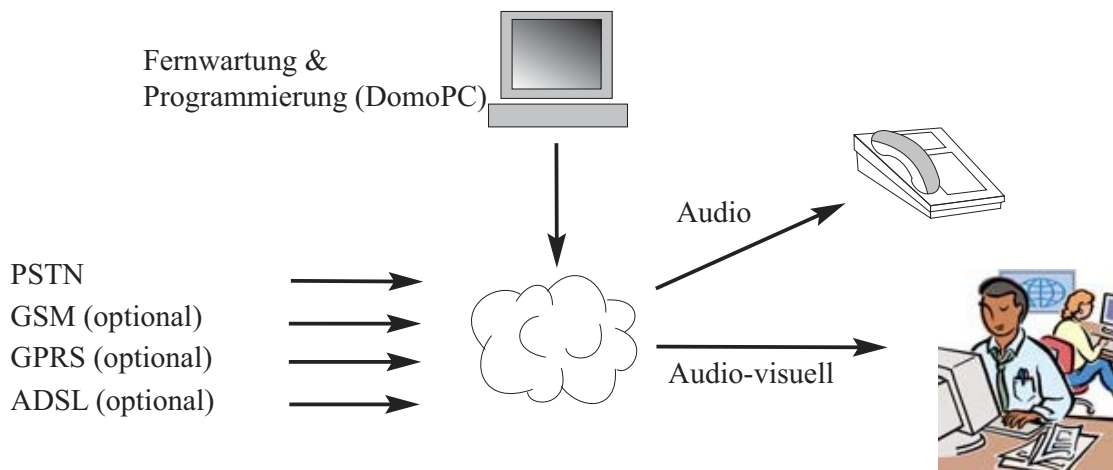 Fernwartung &
Programmierung (DomoPC)
Audio
PSTN
GSM (optional)
GPRS (optional)
ADSL (optional)
Audio-visuell